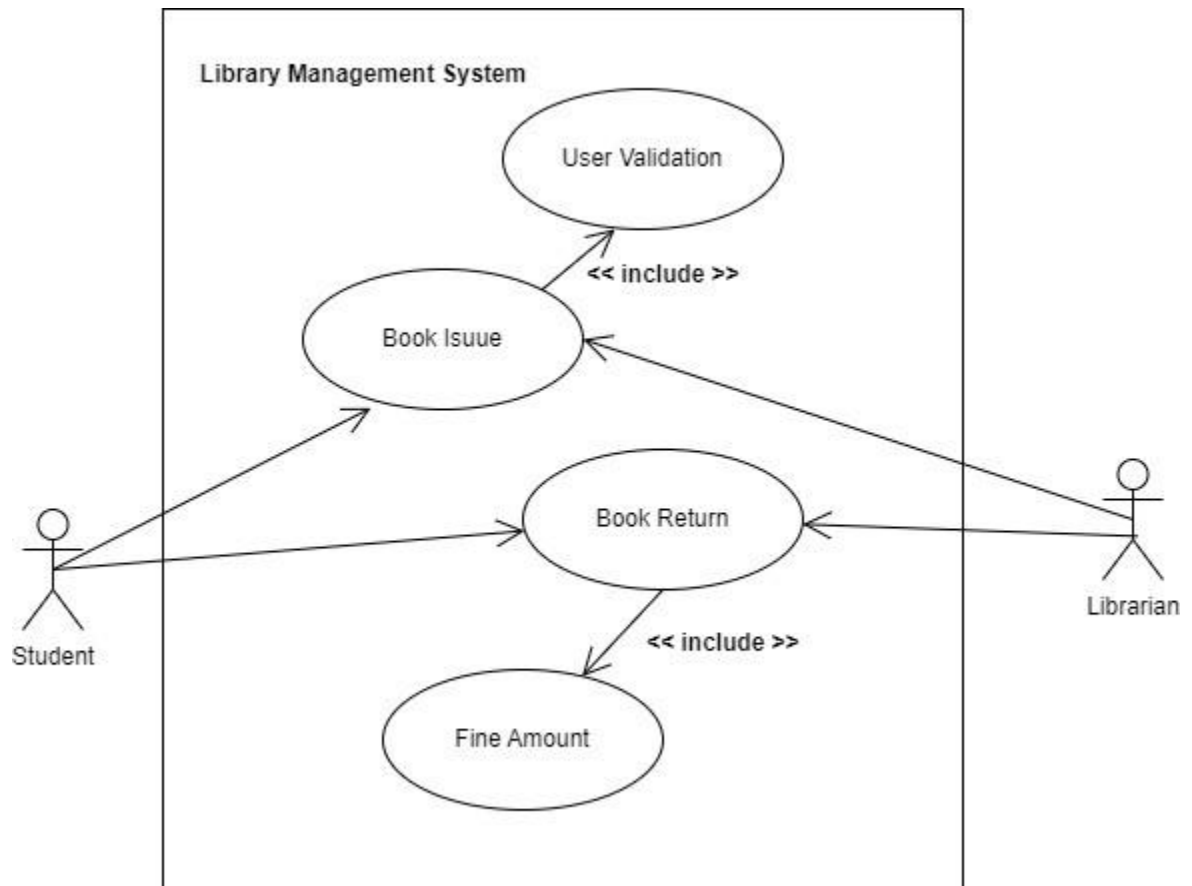 Library Management System
User Validation
<< include >>
Book Isuue
Book Return
Student
Librarian
<< include >>
Fine Amount